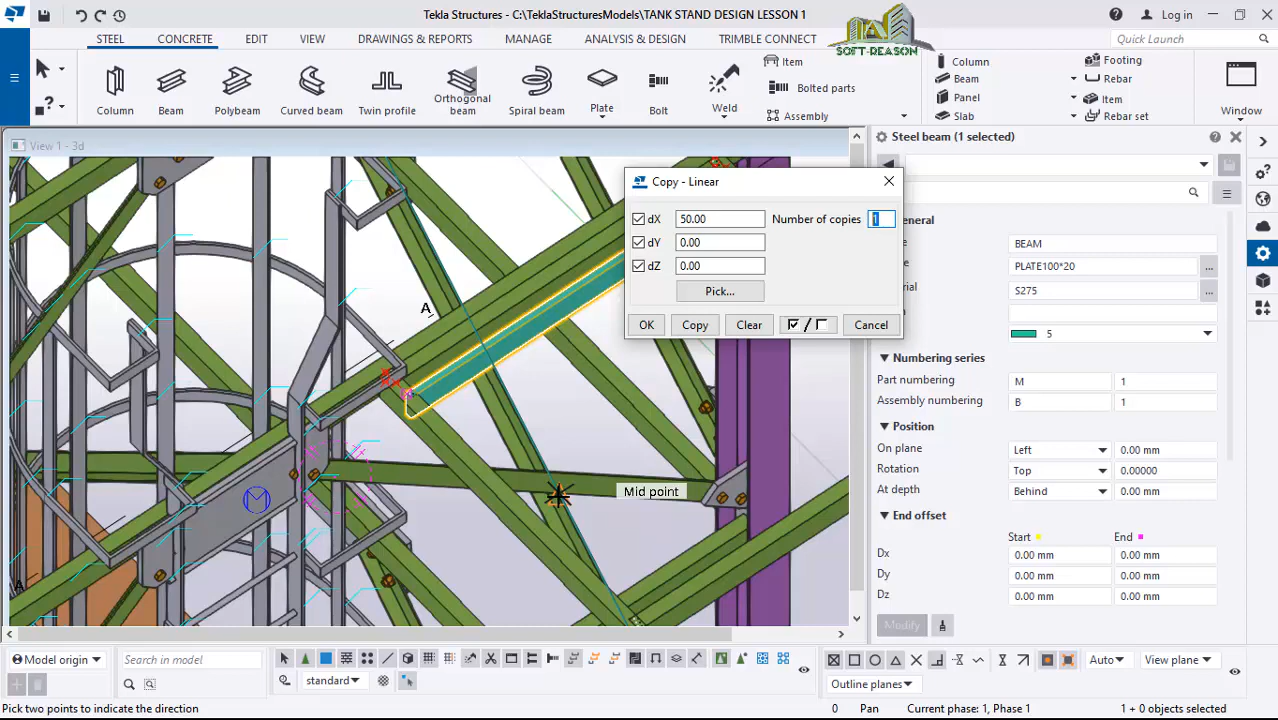 Tekla Structures - C:\TeklaStructuresModels\TANK STAND DESIGN LESSON 1
Log in
STEEL
CONCRETE
EDIT
VIEW
DRAWINGS & REPORTS
MANAGE
ANALYSIS & DESIGN
TRIMBLE CONNECT
SOFT-REASON
Quick Launch
Column
Beam
Polybeam
Curved beam
Twin profile
Orthogonal
beam
Spiral beam
Plate
Bolt
Weld
Item
Bolted parts
Assembly
Column
Beam
Panel
Slab
Footing
Rebar
Item
Rebar set
Window
View 1 - 3d
Steel beam (1 selected)
Copy - Linear
dX
50.00
Number of copies
1
dY
0.00
dZ
0.00
Pick...
OK
Copy
Clear
/
Cancel
A
M
A
Mid point
eneral
e
BEAM
e
PLATE100*20
...
erial
S275
...
5
Numbering series
Part numbering
M
1
Assembly numbering
B
1
Position
On plane
Left
0.00 mm
Rotation
Top
0.00000
At depth
Behind
0.00 mm
End offset
Start
End
Dx
0.00 mm
0.00 mm
Dy
0.00 mm
0.00 mm
Dz
0.00 mm
0.00 mm
Modify
Model origin
Search in model
standard
Auto
View plane
Outline planes
Pick two points to indicate the direction
0
Pan
Current phase: 1, Phase 1
1 + 0 objects selected